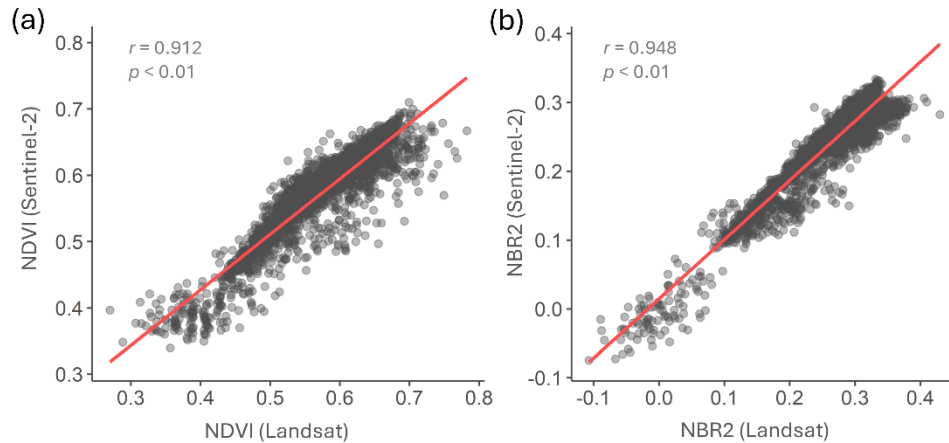 (a)
r = 0.912
p < 0.01
NDVI (Sentinel-2)
0.8
0.7
0.6
0.5
0.4
0.3
0.3 0.4 0.5 0.6 0.7 0.8
NDVI (Landsat)
(b)
r = 0.948
p < 0.01
NBR2 (Sentinel-2)
0.3
0.2
0.1
0.0
-0.1
-0.1 0.0 0.1 0.2 0.3 0.4
NBR2 (Landsat)